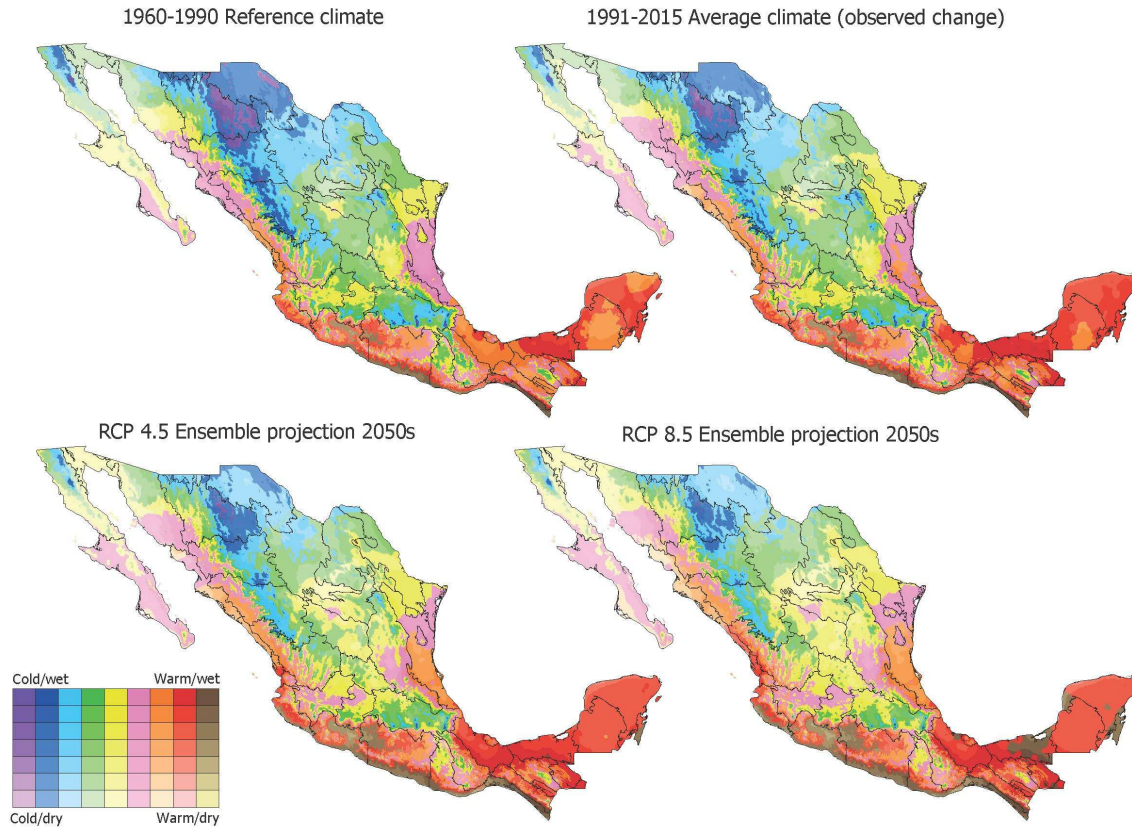 1960-1990 Reference climate
1991-2015 Average climate (observed change)
RCP 4.5 Ensemble projection 2050s
RCP 8.5 Ensemble projection 2050s
Cold/wet
Warm/wet
Cold/dry
Warm/dry